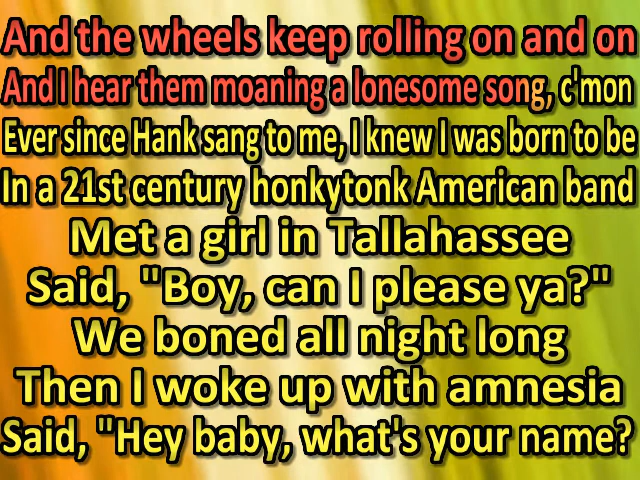 And the wheels keep rolling on and on
And I hear them moaning a lonesome song, c'mon
Ever since Hank sang to me, I knew I was born to be
In a 21st century honkytonk American band
Met a girl in Tallahassee
Said, "Boy, can I please ya?"
We boned all night long
Then I woke up with amnesia
Said, "Hey baby, what's your name?